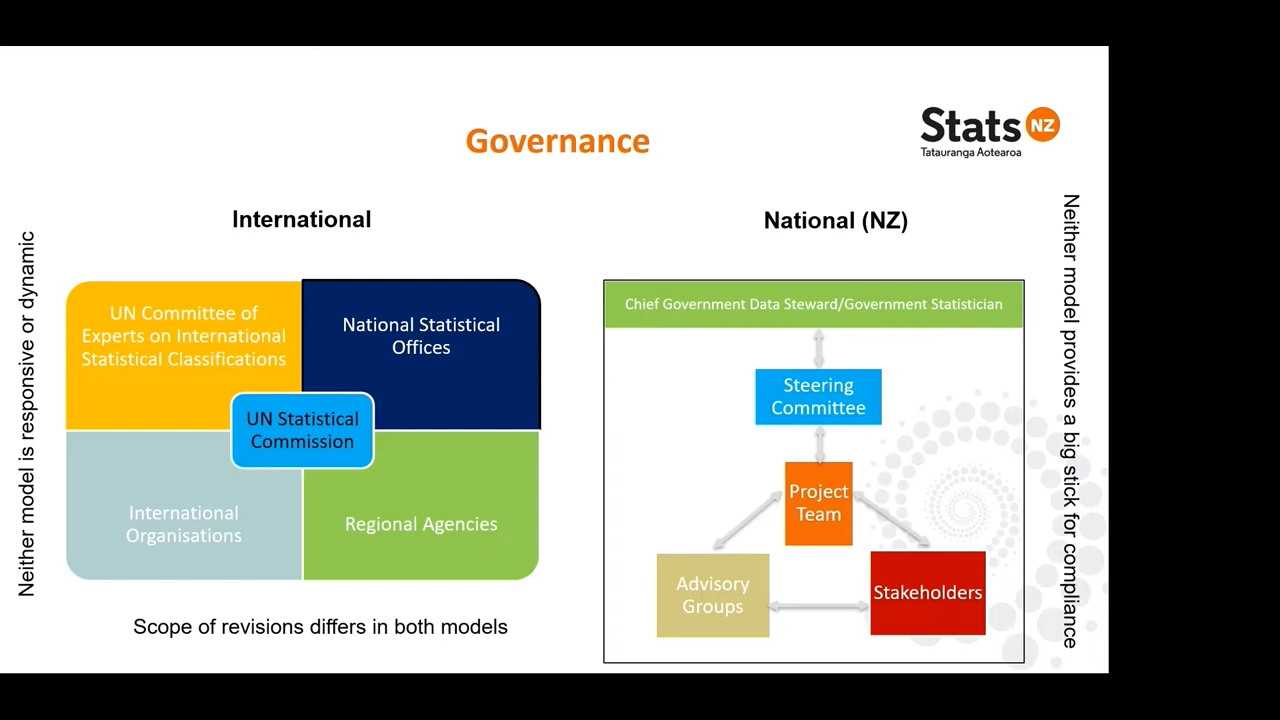 Governance
Stats NZ
Tatauranga Aotearoa
International
National (NZ)
Neither model is responsive or dynamic
UN Committee of
Experts on International
Statistical Classifications
National Statistical
Offices
UN Statistical
Commission
International
Organisations
Regional Agencies
Scope of revisions differs in both models
Chief Government Data Steward/Government Statistician
Steering
Committee
Project
Team
Advisory
Groups
Stakeholders
Neither model provides a big stick for compliance